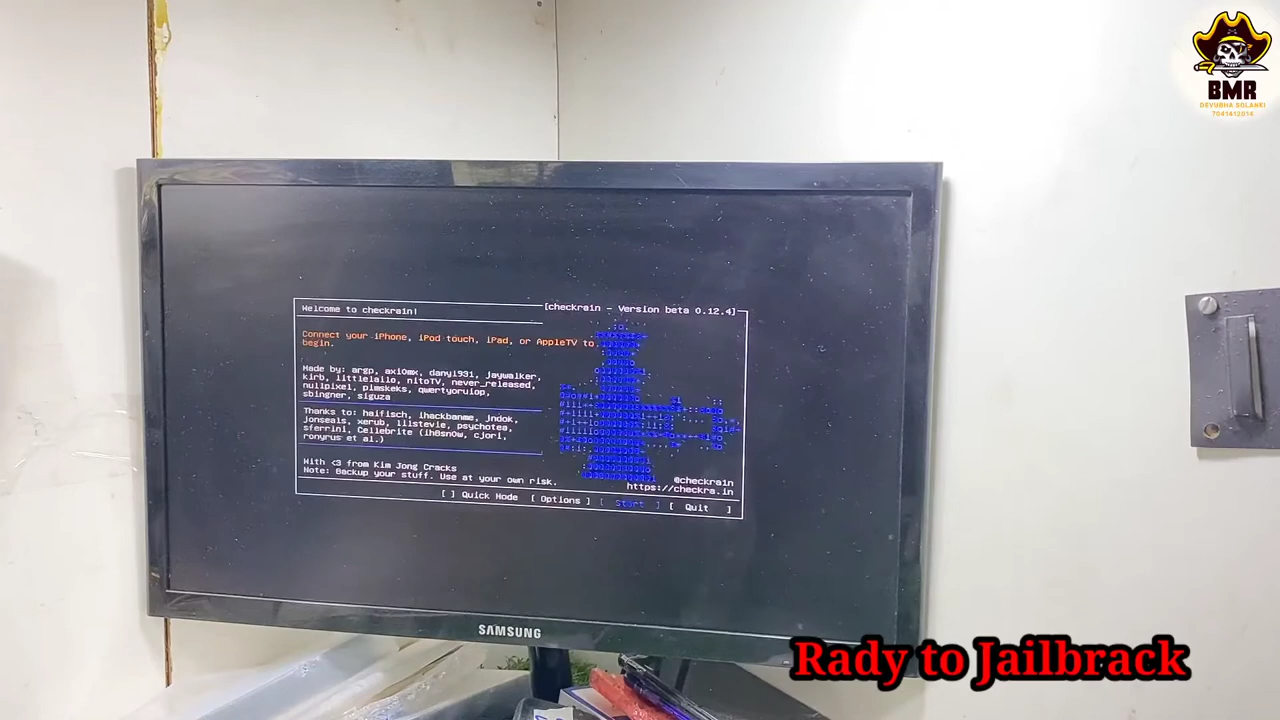 BMR
DEVUBHA SOLANKI
7041412014
Welcome to checkrain!
[checkrain - Version beta 0.12.4]
Connect your iPhone, iPod touch, iPad, or AppleTV to
begin.
Made by: argp, axi0mx, danyl931, jaywalker,
kirb, littlelailo, nitoTV, never_released,
nullpixel, pimskeks, qwertyoruiop,
sbingner, siguza
Thanks to: haifisch, ihackbanme, jndok,
jonseals, xerub, lilstevie, psychotea,
sferrini, Cellebrite (ih8sn0w, cjori,
ronyrus et al.)
With <3 from Kim Jong Cracks
Note: Backup your stuff. Use at your own risk.
@checkrain
https://checkra.in
[ ] Quick Mode [ Options ] [ Start ] [ Quit ]
SAMSUNG
Rady to Jailbrack